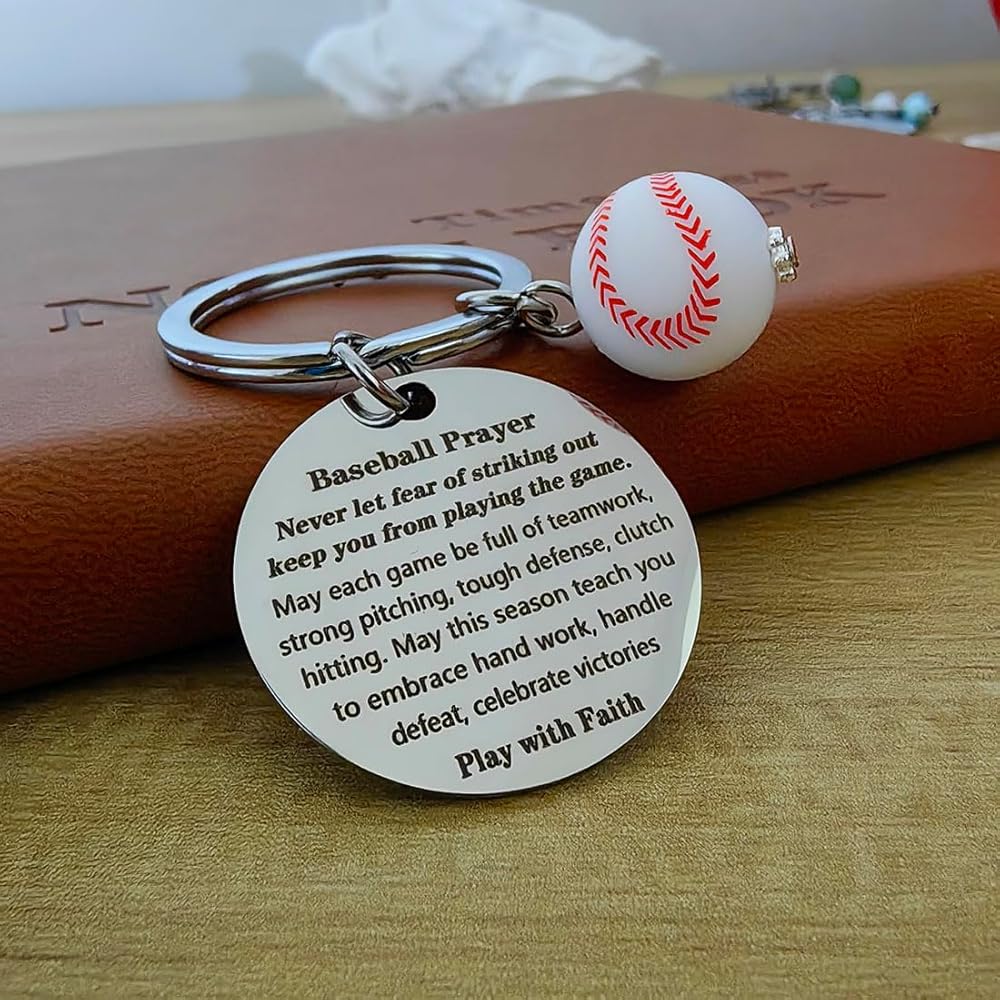 Baseball Prayer
Never let fear of striking out
keep you from playing the game.
May each game be full of teamwork,
strong pitching, tough defense, clutch
hitting. May this season teach you
to embrace hand work, handle
defeat, celebrate victories
Play with Faith